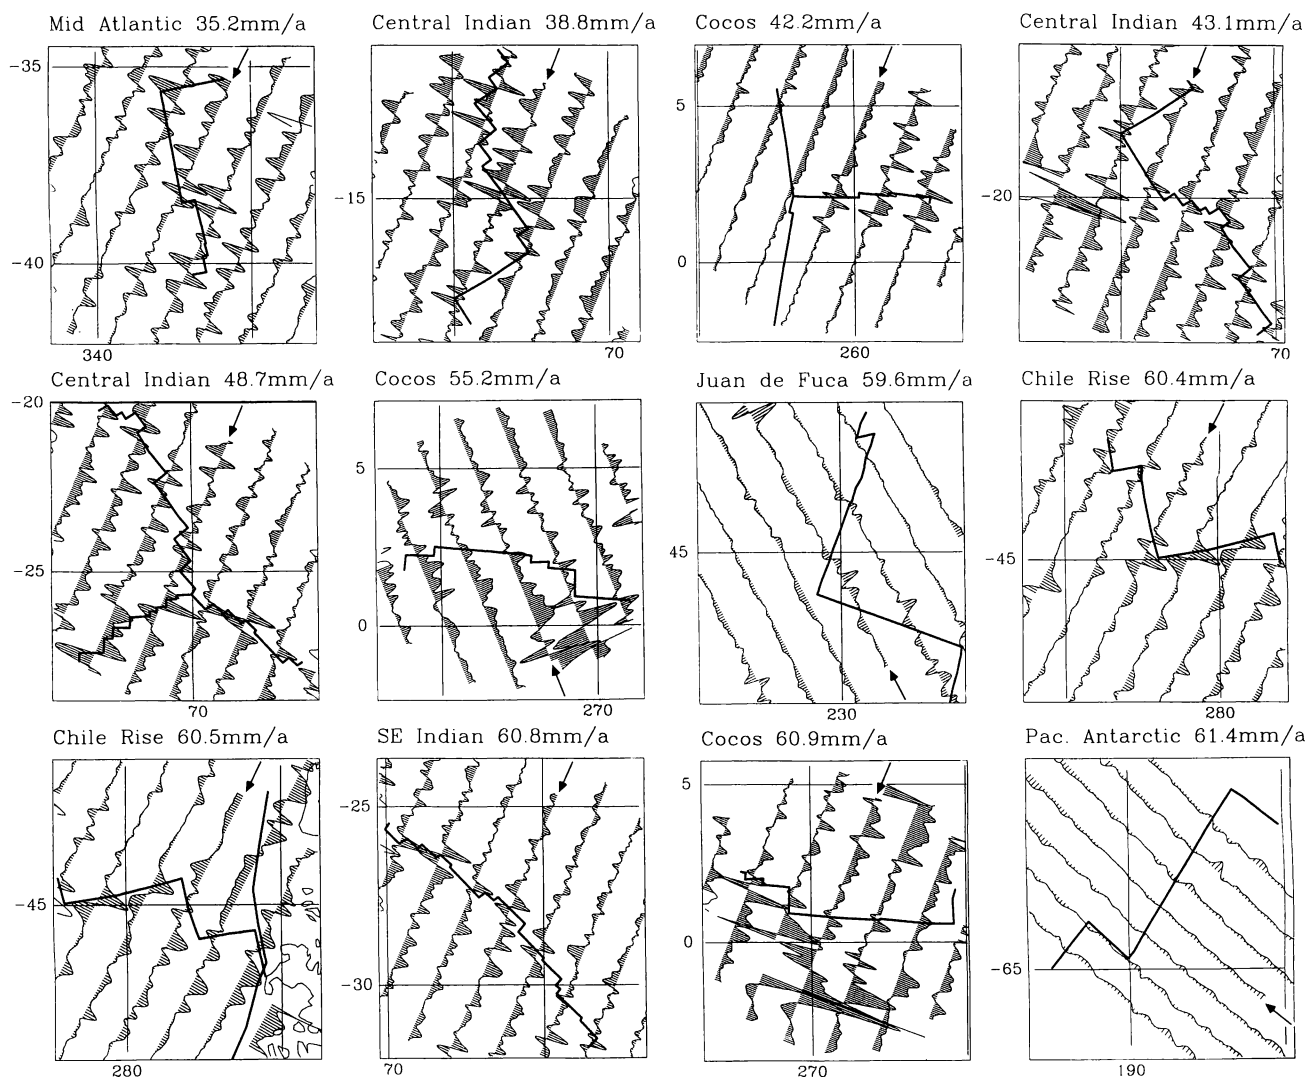 Mid Atlantic 35.2mm/a
Central Indian 38.8mm/a
Cocos 42.2mm/a
Central Indian 43.1mm/a
-35
-40
340
-15
70
5
0
260
-20
70
Central Indian 48.7mm/a
Cocos 55.2mm/a
Juan de Fuca 59.6mm/a
Chile Rise 60.4mm/a
-20
-25
70
5
0
270
45
230
-45
280
Chile Rise 60.5mm/a
SE Indian 60.8mm/a
Cocos 60.9mm/a
Pac. Antarctic 61.4mm/a
-45
280
-25
-30
70
5
0
270
-65
190